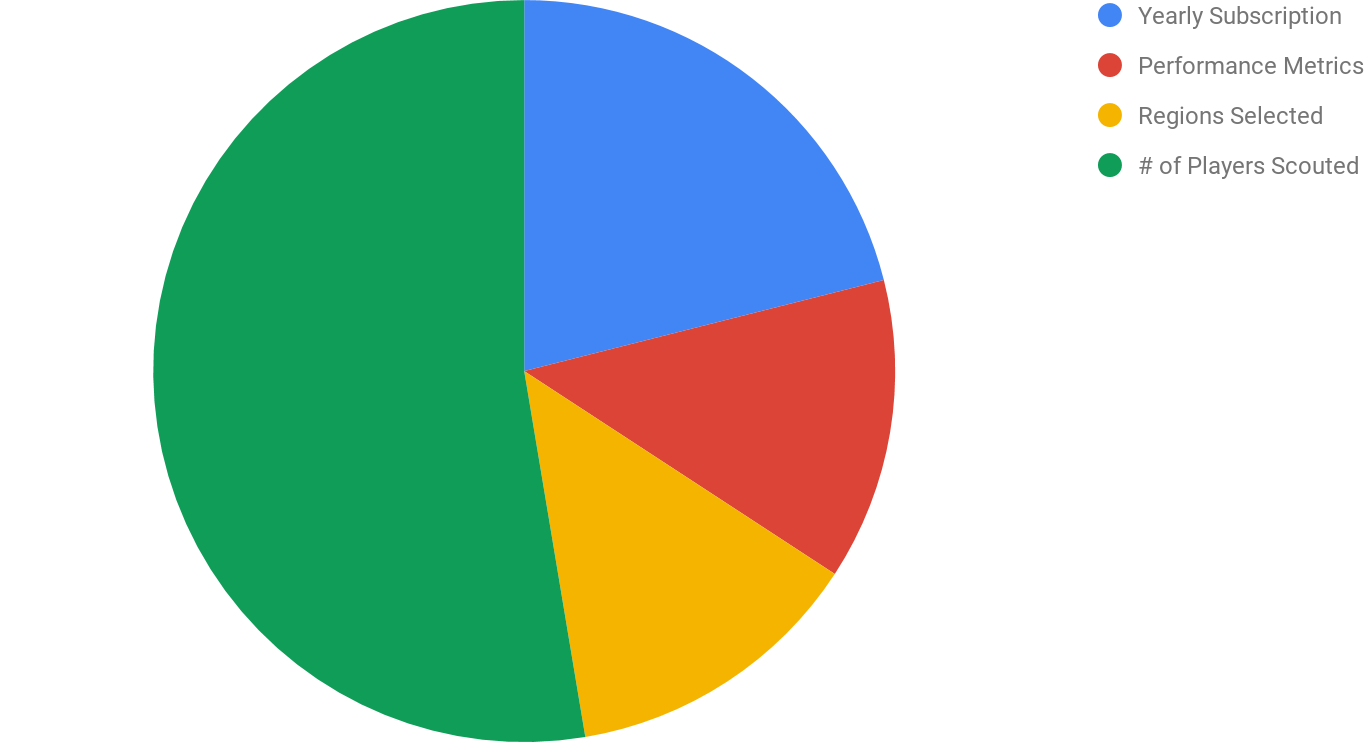 Yearly Subscription
Performance Metrics
Regions Selected
# of Players Scouted